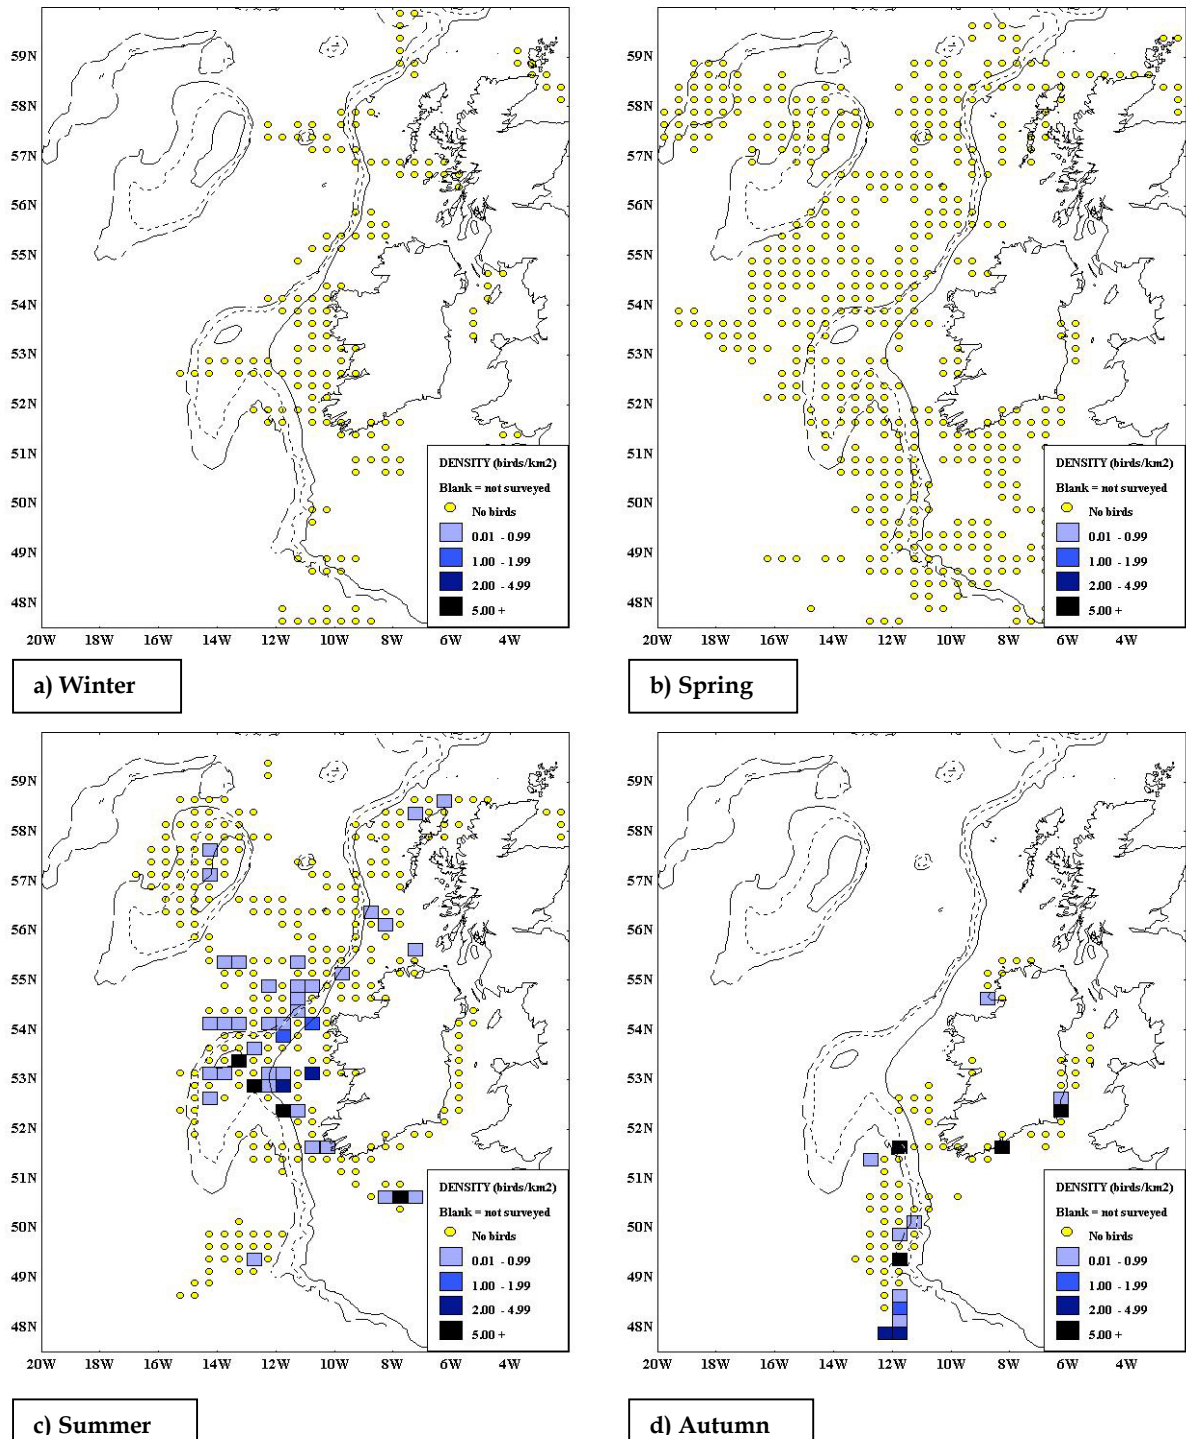 59N
58N
57N
56N
55N
54N
53N
52N
51N
50N
49N
48N
20W 16W 14W 12W 10W 8W 6W 4W
DENSITY (birds/km2)
Blank = not surveyed
No birds
0.01 - 0.99
1.00 - 1.99
2.00 - 4.99
5.00 +
a) Winter
59N
58N
57N
56N
55N
54N
53N
52N
51N
50N
49N
48N
20W 16W 14W 12W 10W 8W 6W 4W
DENSITY (birds/km2)
Blank = not surveyed
No birds
0.01 - 0.99
1.00 - 1.99
2.00 - 4.99
5.00 +
b) Spring
59N
58N
57N
56N
55N
54N
53N
52N
51N
50N
49N
48N
20W 16W 14W 12W 10W 8W 6W 4W
DENSITY (birds/km2)
Blank = not surveyed
No birds
0.01 - 0.99
1.00 - 1.99
2.00 - 4.99
5.00 +
c) Summer
59N
58N
57N
56N
55N
54N
53N
52N
51N
50N
49N
48N
20W 16W 14W 12W 10W 8W 6W 4W
DENSITY (birds/km2)
Blank = not surveyed
No birds
0.01 - 0.99
1.00 - 1.99
2.00 - 4.99
5.00 +
d) Autumn